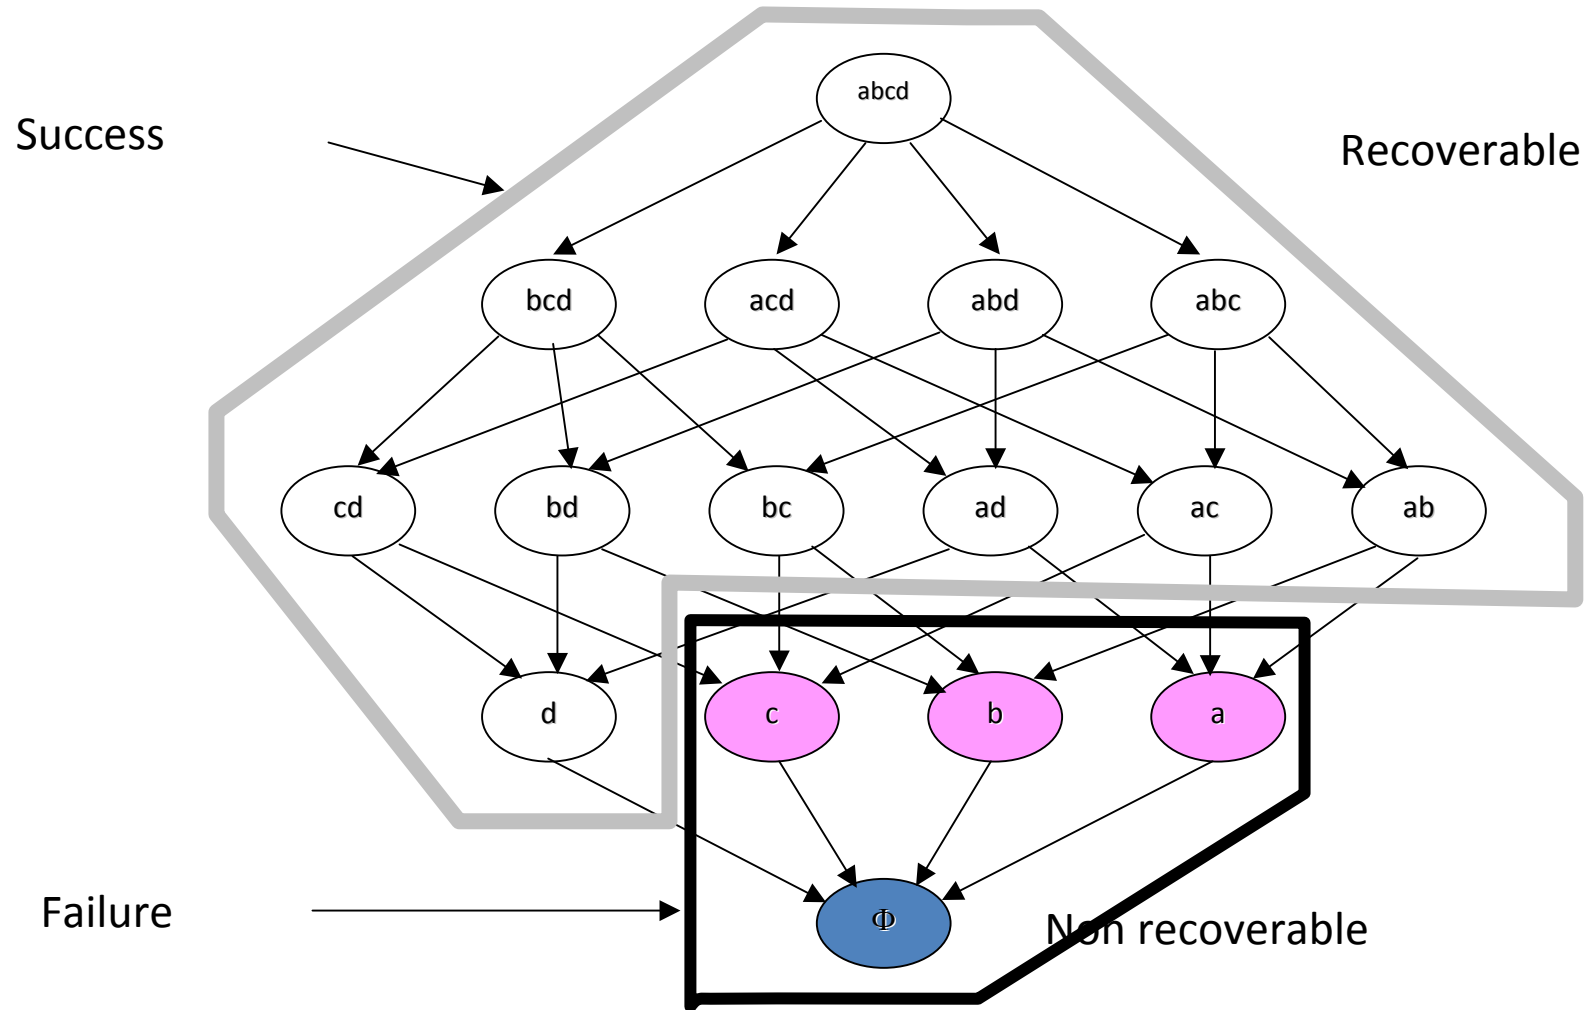 abcd
Success
Recoverable
bcd
acd
abd
abc
cd
bd
bc
ad
ac
ab
d
c
b
a
Failure
Φ
Non recoverable